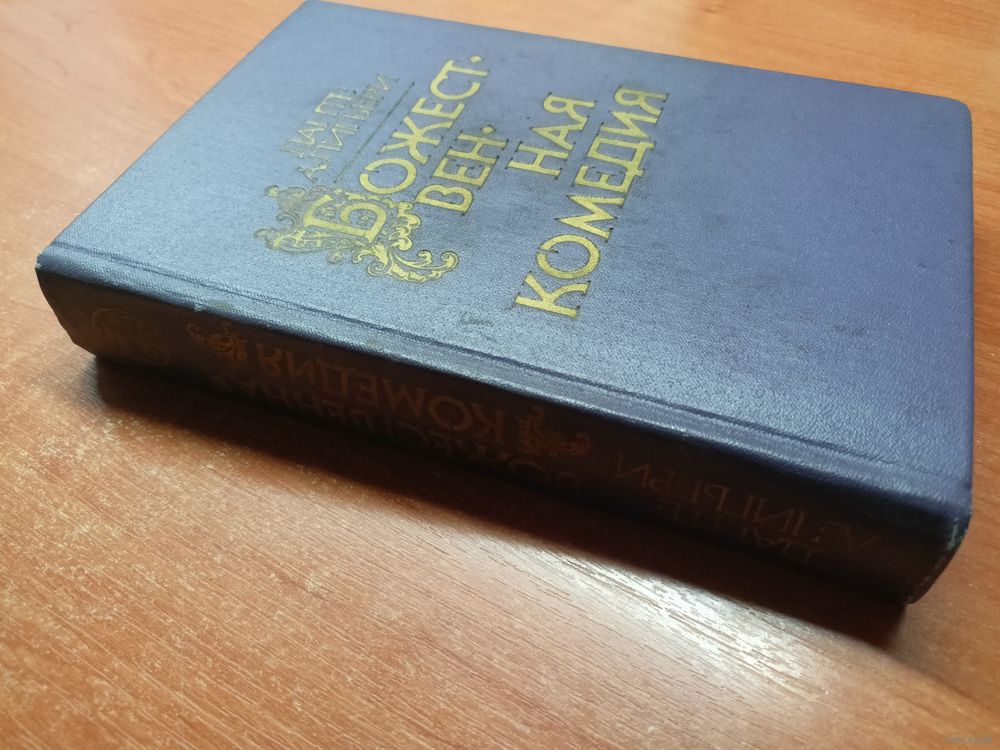 ДАНТЕ
АЛИГЬЕРИ
БОЖЕСТ·
ВЕН·
НАЯ
КОМЕДИЯ
ДАНТЕ
АЛИГЬЕРИ
БОЖЕСТВЕННАЯ
КОМЕДИЯ